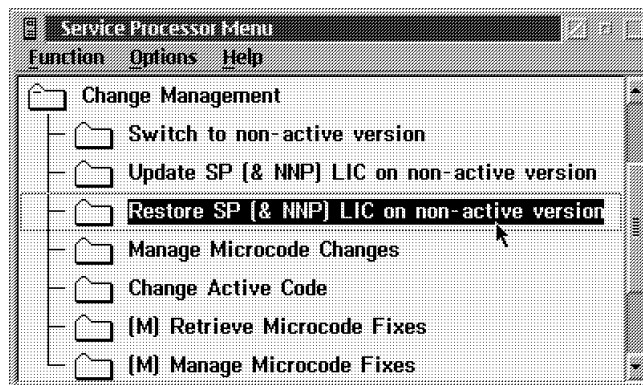 Service Processor Menu
Function Options Help
Change Management
Switch to non-active version
Update SP (& NNP) LIC on non-active version
Restore SP (& NNP) LIC on non-active version
Manage Microcode Changes
Change Active Code
(M) Retrieve Microcode Fixes
(M) Manage Microcode Fixes